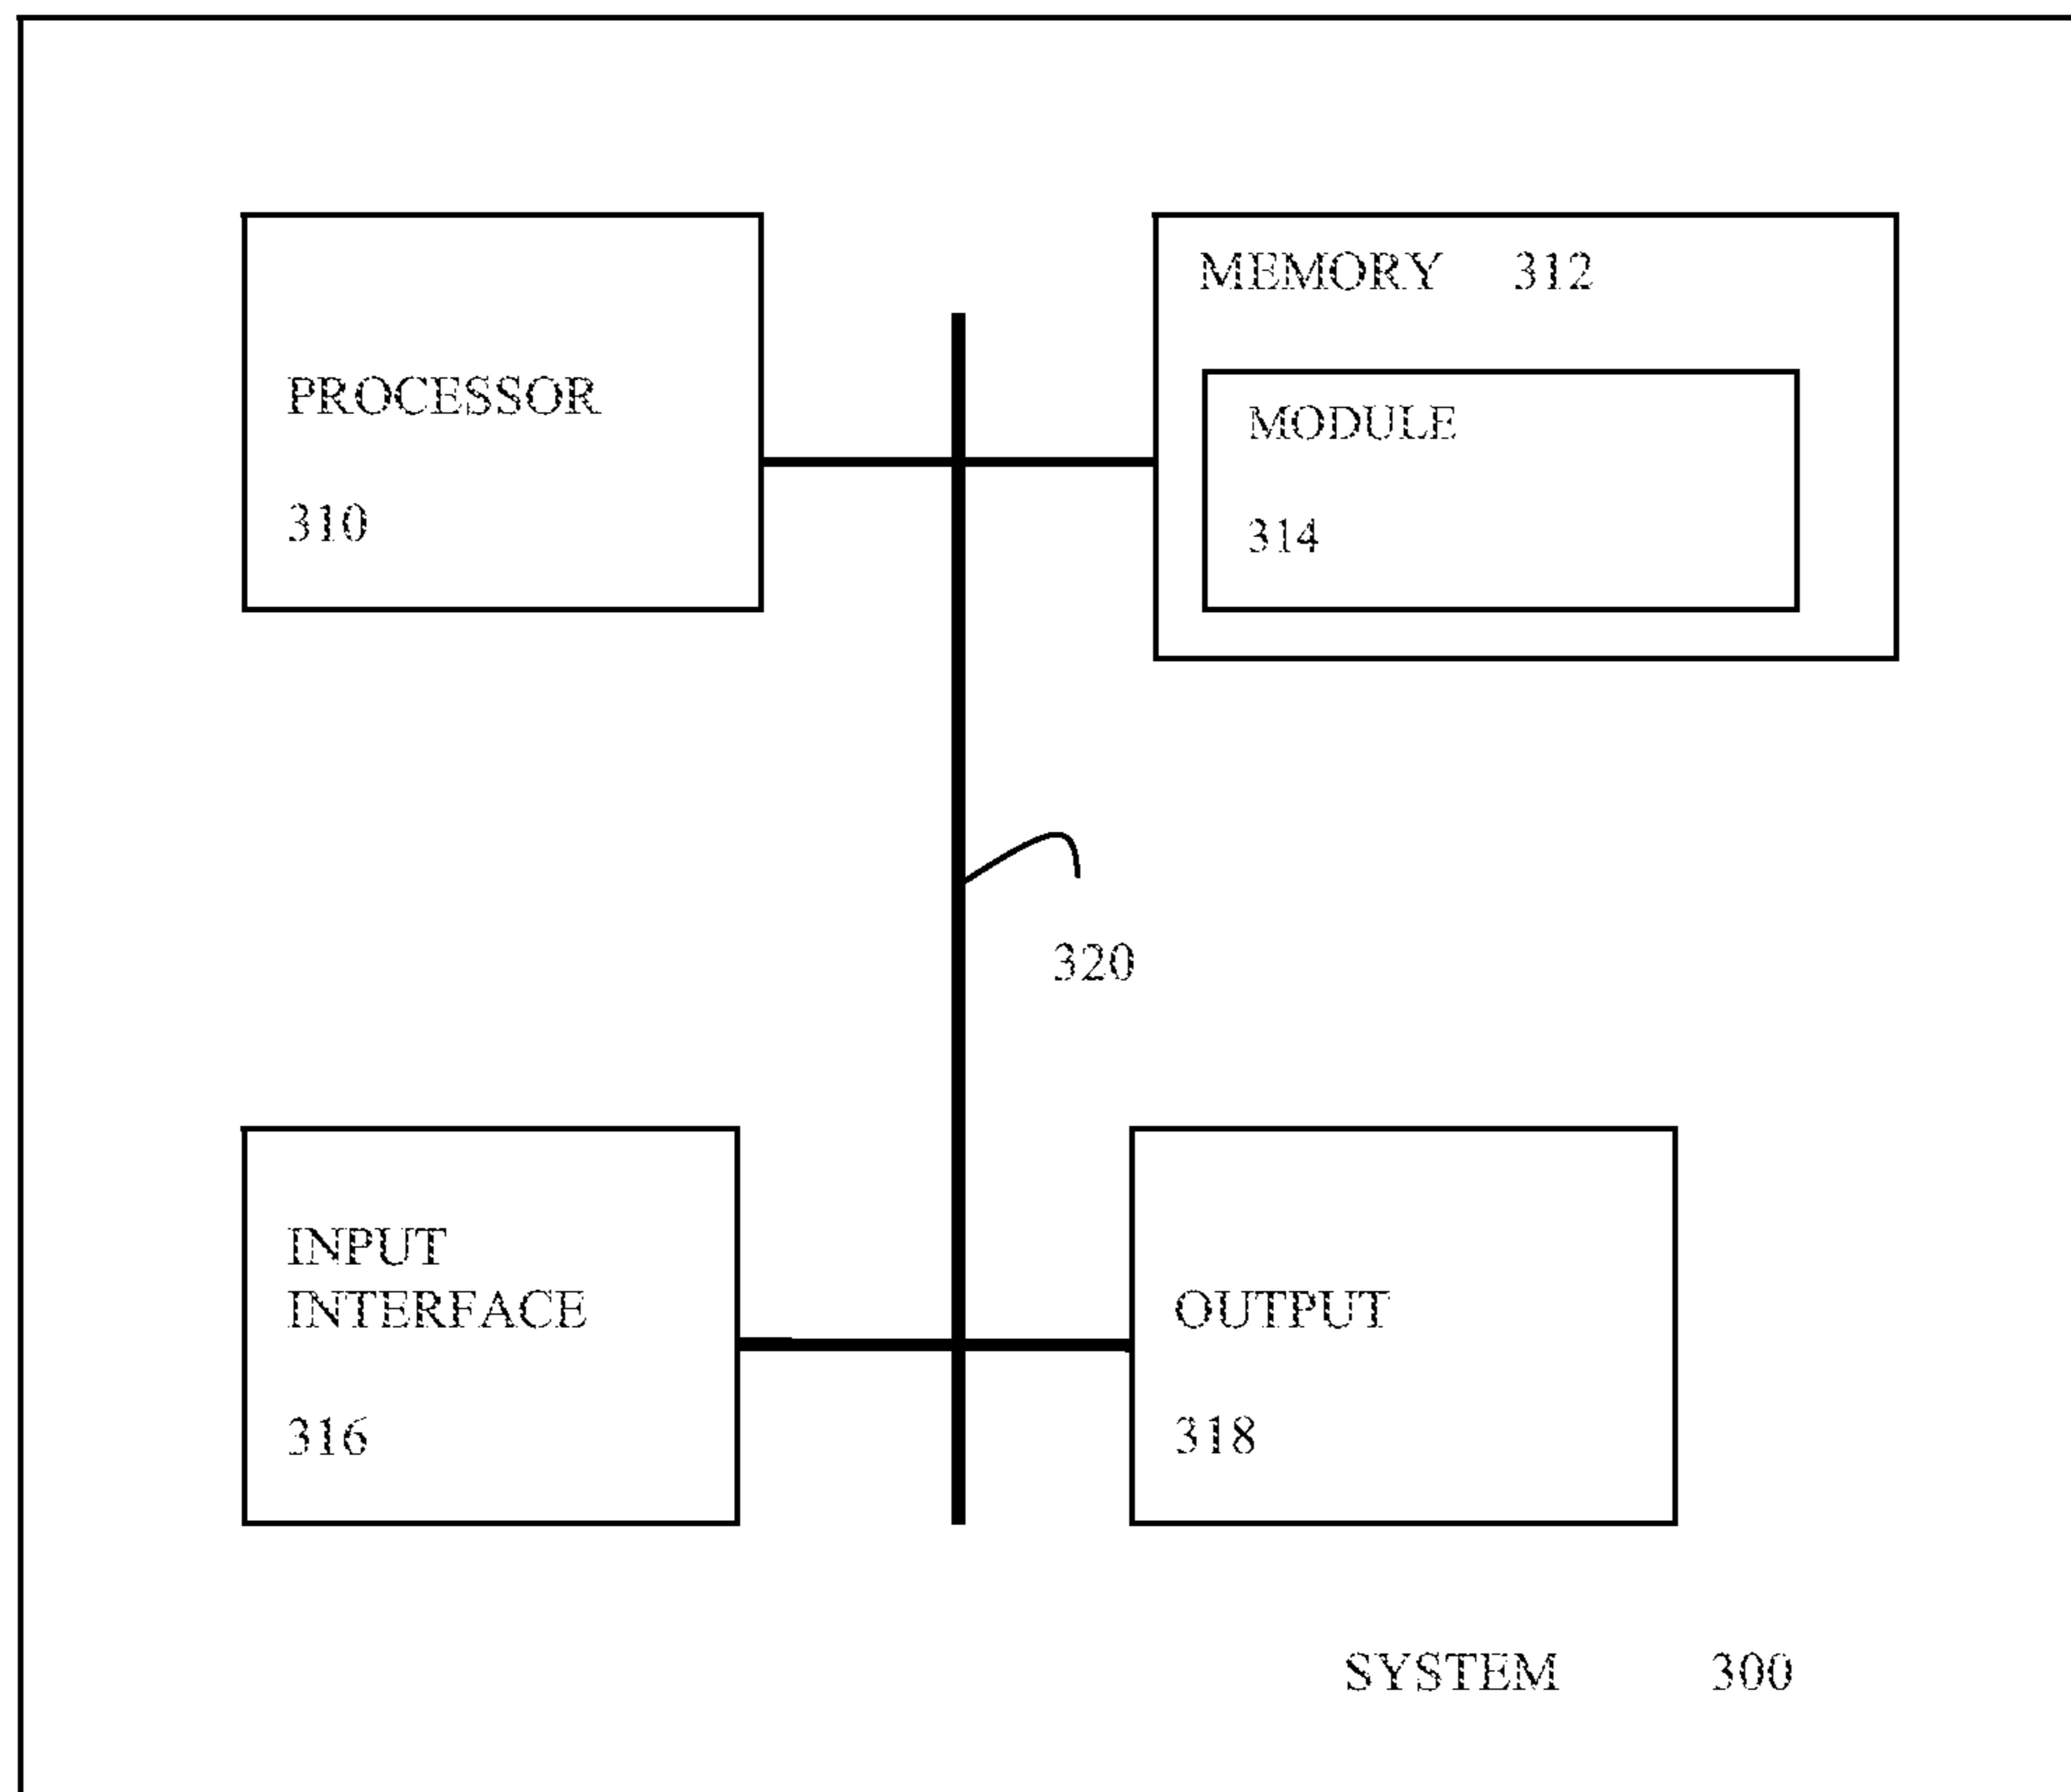 MEMORY 312
PROCESSOR
310
MODULE
314
320
INPUT
INTERFACE
316
OUTPUT
318
SYSTEM 300